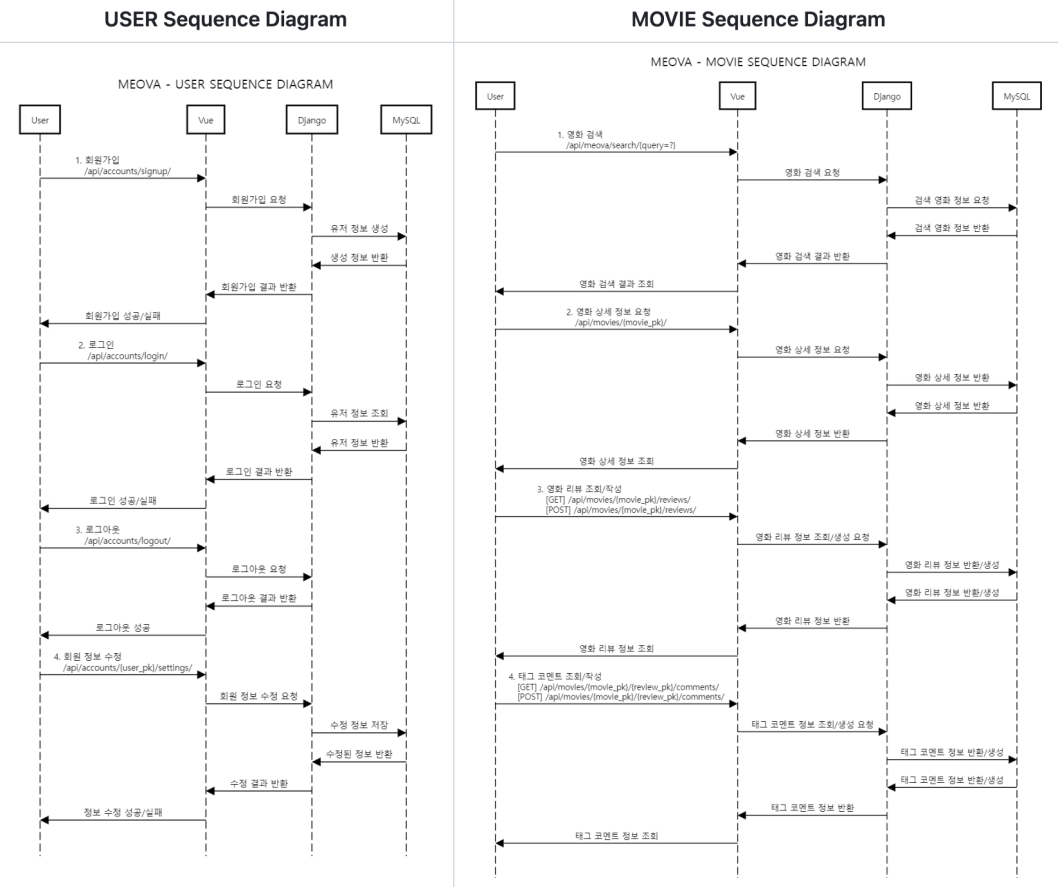 USER Sequence Diagram
MEOVA - USER SEQUENCE DIAGRAM
User
Vue
Django
MySQL
1. 회원가입
/api/accounts/signup/
회원가입 요청
유저 정보 생성
생성 정보 반환
회원가입 결과 반환
회원가입 성공/실패
2. 로그인
/api/accounts/login/
로그인 요청
유저 정보 조회
유저 정보 반환
로그인 결과 반환
로그인 성공/실패
3. 로그아웃
/api/accounts/logout/
로그아웃 요청
로그아웃 결과 반환
로그아웃 성공
4. 회원 정보 수정
/api/accounts/{user_pk}/settings/
회원 정보 수정 요청
수정 정보 저장
수정된 정보 반환
수정 결과 반환
정보 수정 성공/실패
MOVIE Sequence Diagram
MEOVA - MOVIE SEQUENCE DIAGRAM
User
Vue
Django
MySQL
1. 영화 검색
/api/meova/search/{query=?}
영화 검색 요청
검색 영화 정보 요청
검색 영화 정보 반환
영화 검색 결과 반환
영화 검색 결과 조회
2. 영화 상세 정보 요청
/api/movies/{movie_pk}/
영화 상세 정보 요청
영화 상세 정보 반환
영화 상세 정보 반환
영화 상세 정보 반환
영화 상세 정보 조회
3. 영화 리뷰 조회/작성
[GET] /api/movies/{movie_pk}/reviews/
[POST] /api/movies/{movie_pk}/reviews/
영화 리뷰 정보 조회/생성 요청
영화 리뷰 정보 반환/생성
영화 리뷰 정보 반환/생성
영화 리뷰 정보 반환
영화 리뷰 정보 조회
4. 태그 코멘트 조회/작성
[GET] /api/movies/{movie_pk}/{review_pk}/comments/
[POST] /api/movies/{movie_pk}/{review_pk}/comments/
태그 코멘트 정보 조회/생성 요청
태그 코멘트 정보 반환/생성
태그 코멘트 정보 반환/생성
태그 코멘트 정보 반환
태그 코멘트 정보 조회